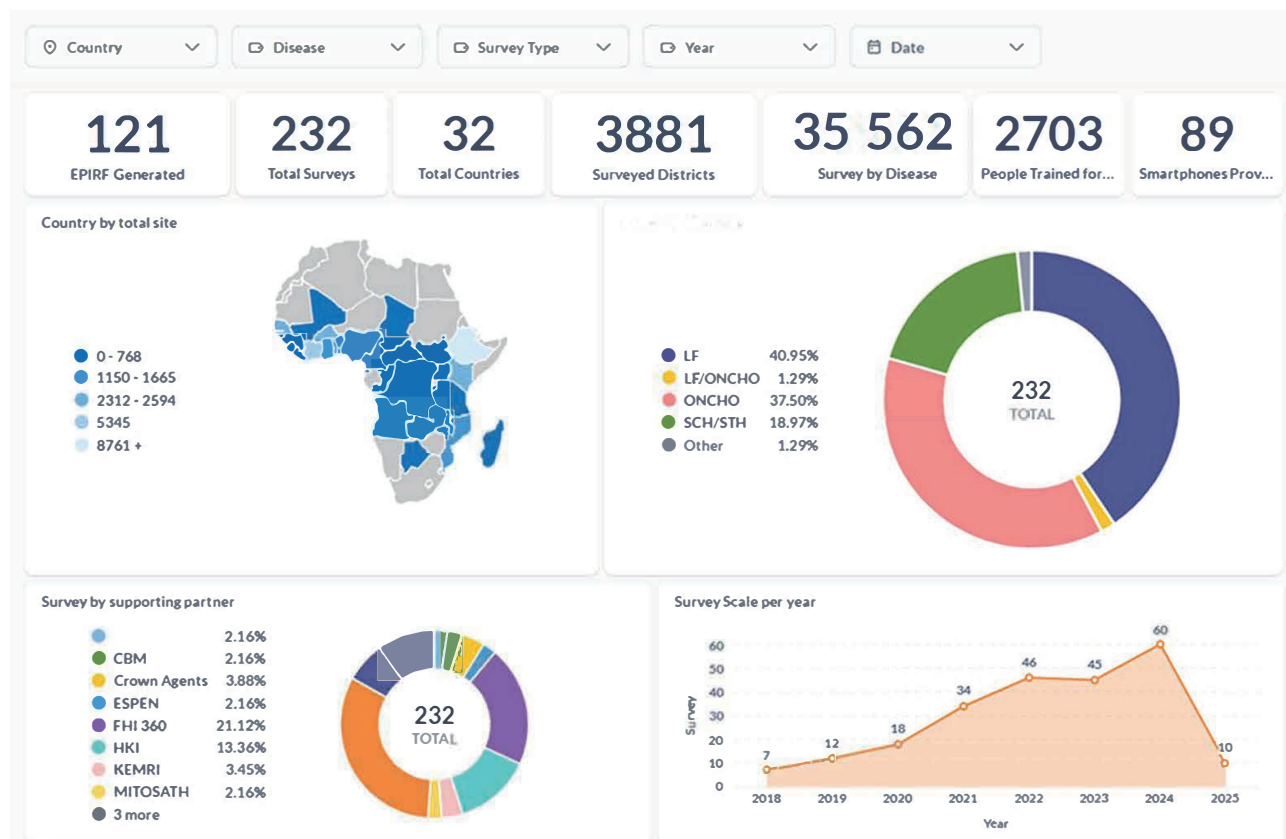 Country
Disease
Survey Type
Year
Date
121
EPIRF Generated
232
Total Surveys
32
Total Countries
3881
Surveyed Districts
35 562
Survey by Disease
2703
People Trained for...
89
Smartphones Prov...
Country by total site
0 - 768
1150 - 1665
2312 - 2594
5345
8761 +
LF 40.95%
LF/ONCHO 1.29%
ONCHO 37.50%
SCH/STH 18.97%
Other 1.29%
232
TOTAL
Survey by supporting partner
2.16%
CBM 2.16%
Crown Agents 3.88%
ESPEN 2.16%
FHI 360 21.12%
HKI 13.36%
KEMRI 3.45%
MITOSATH 2.16%
3 more
232
TOTAL
Survey Scale per year
Survey
60
50
40
30
20
10
0
7
12
18
34
46
45
60
10
2018
2019
2020
2021
2022
2023
2024
2025
Year